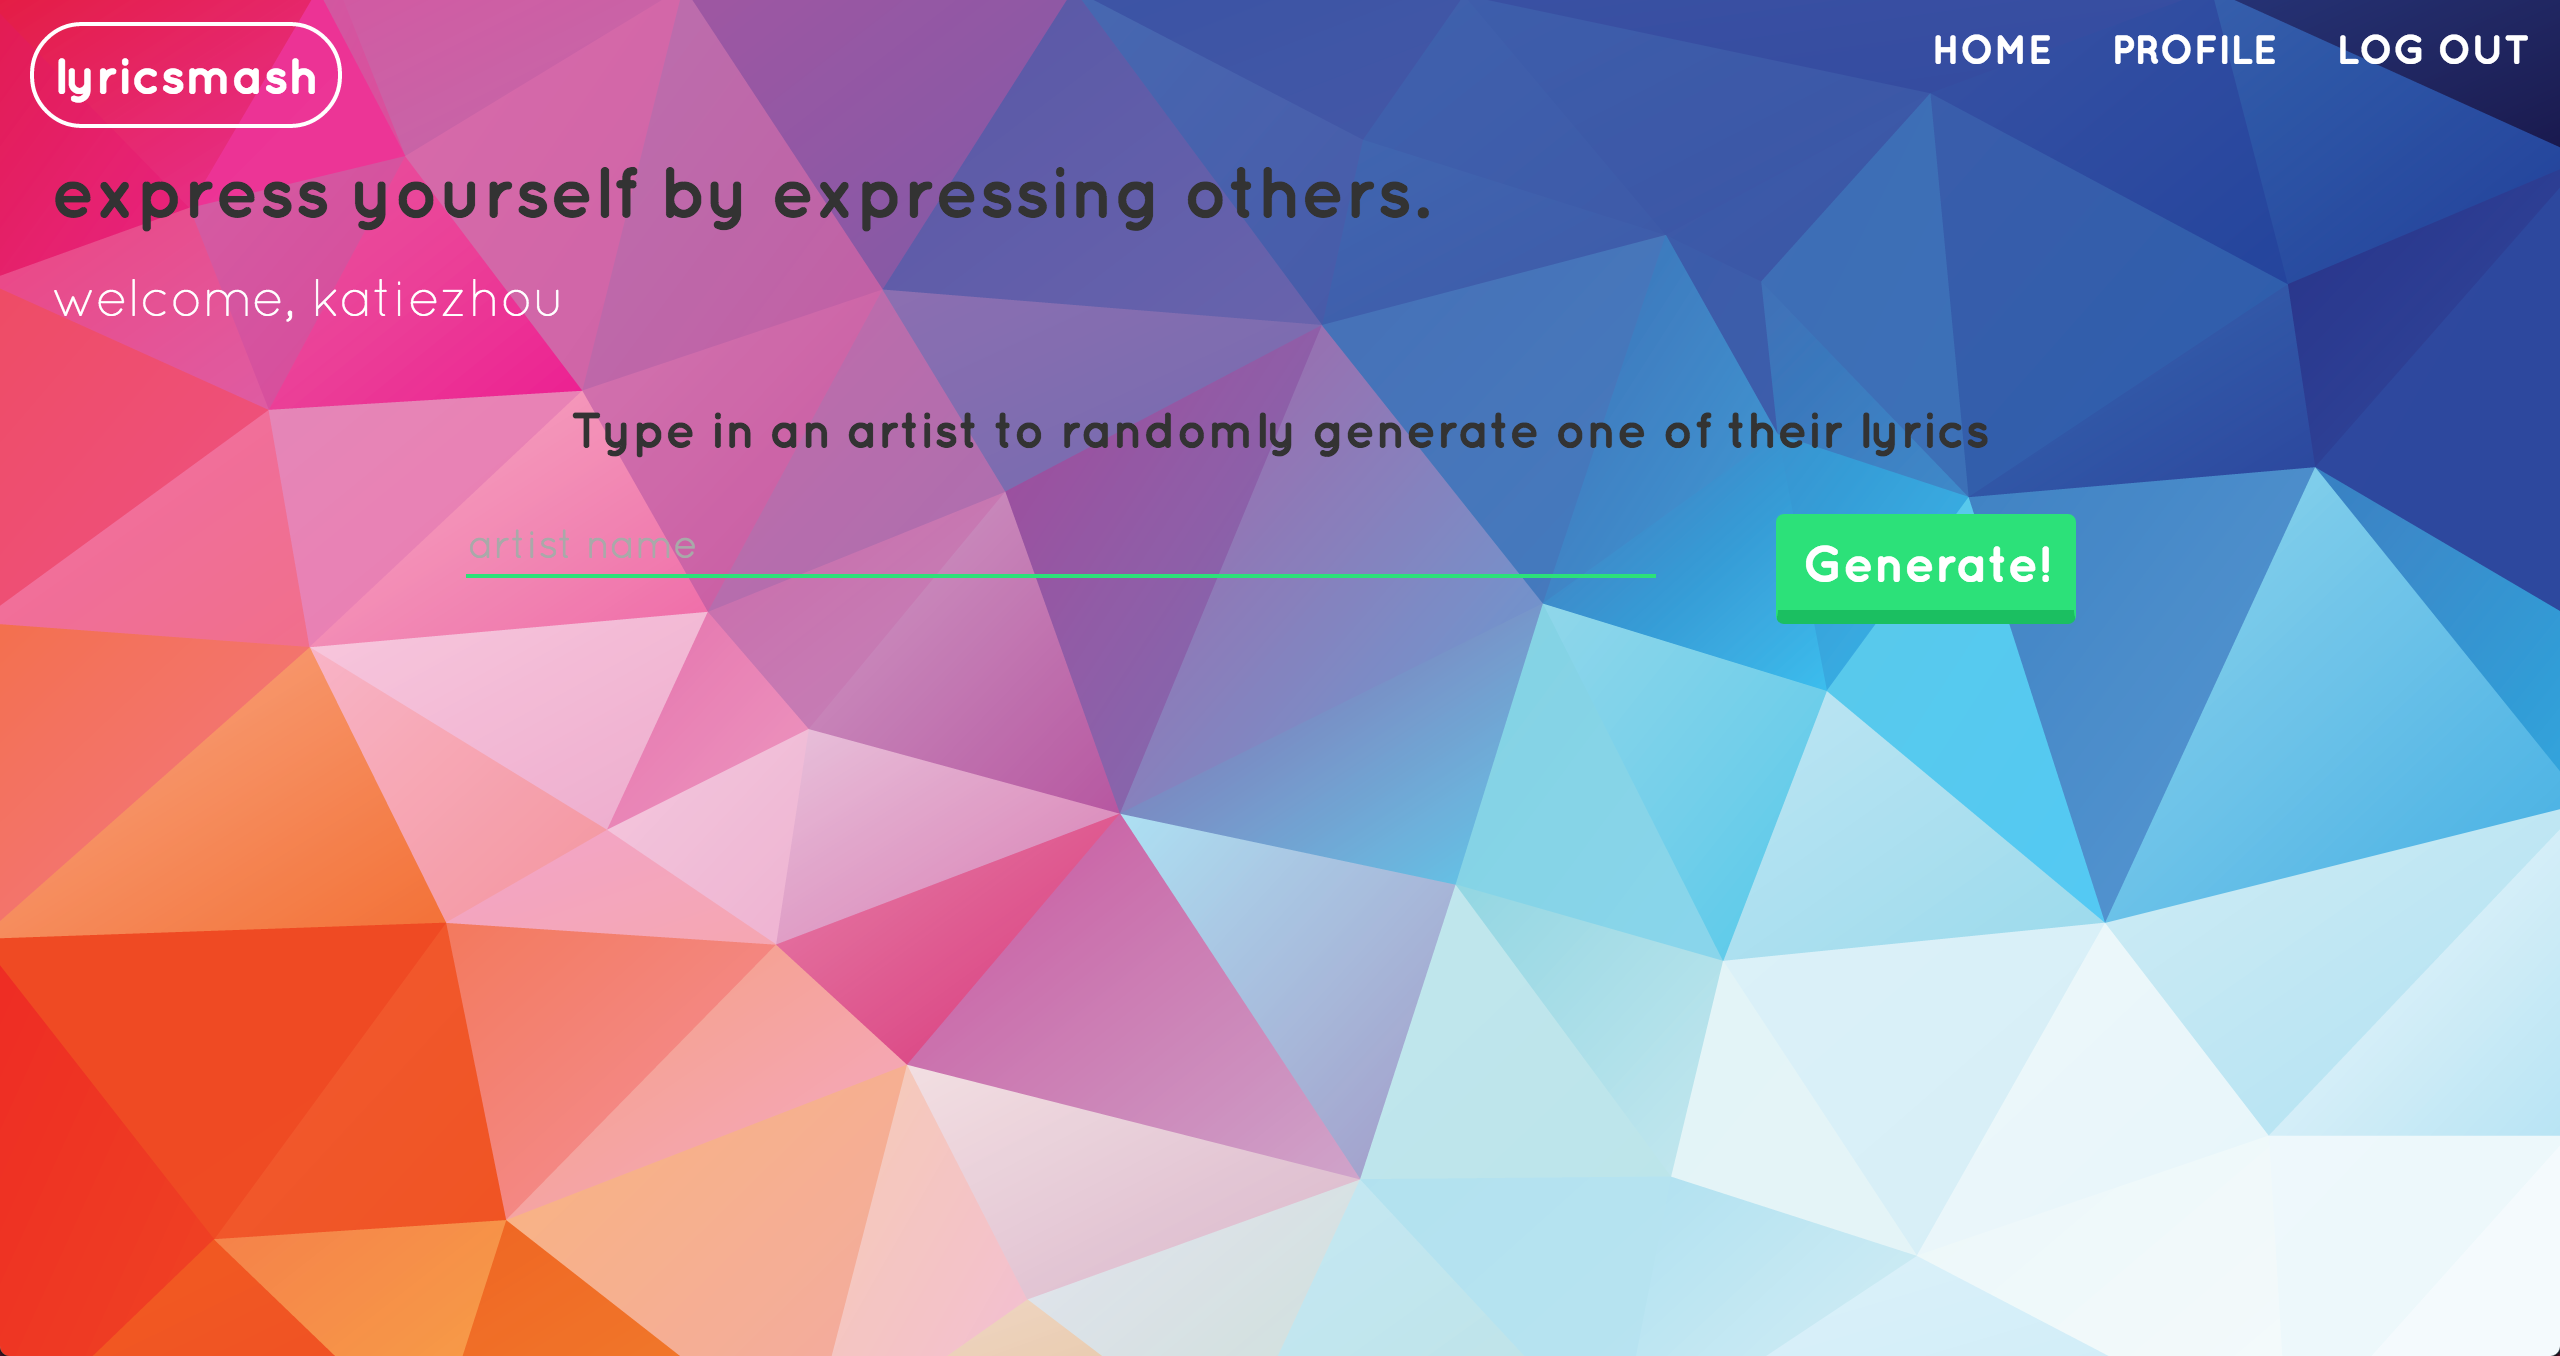 lyricsmash
HOME PROFILE LOG OUT
express yourself by expressing others.
welcome, katiezhou
Type in an artist to randomly generate one of their lyrics
artist name
Generate!